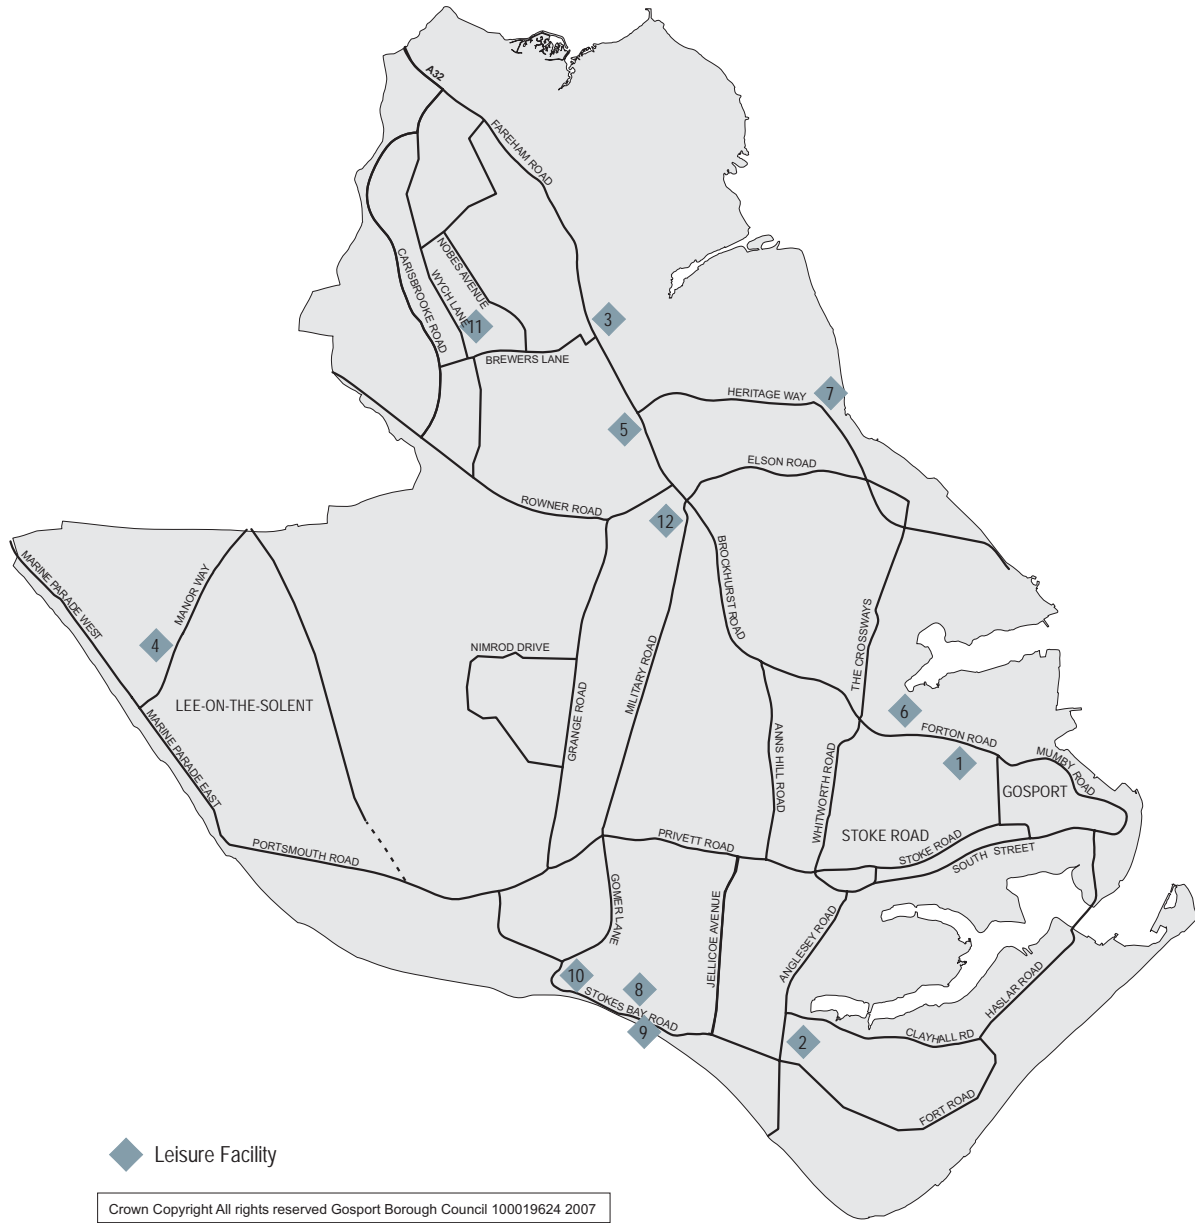 A32
FAREHAM ROAD
NOBES AVENUE
WYCH LANE
CARISBROOKE ROAD
11
3
BREWERS LANE
7
HERITAGE WAY
5
ELSON ROAD
ROWNER ROAD
12
BROCKHURST ROAD
MARINE PARADE WEST
MANOR WAY
4
THE CROSSWAYS
NIMROD DRIVE
MILITARY ROAD
GRANGE ROAD
LEE-ON-THE-SOLENT
MARINE PARADE EAST
6
FORTON ROAD
ANNS HILL ROAD
WHITWORTH ROAD
1
MUMBY ROAD
GOSPORT
STOKE ROAD
STOKE ROAD
SOUTH STREET
PRIVETT ROAD
PORTSMOUTH ROAD
GOMER LANE
JELLICOE AVENUE
ANGLESEY ROAD
10
8
STOKES BAY ROAD
9
2
HASLAR ROAD
CLAYHALL RD
FORT ROAD
Leisure Facility
Crown Copyright All rights reserved Gosport Borough Council 100019624 2007